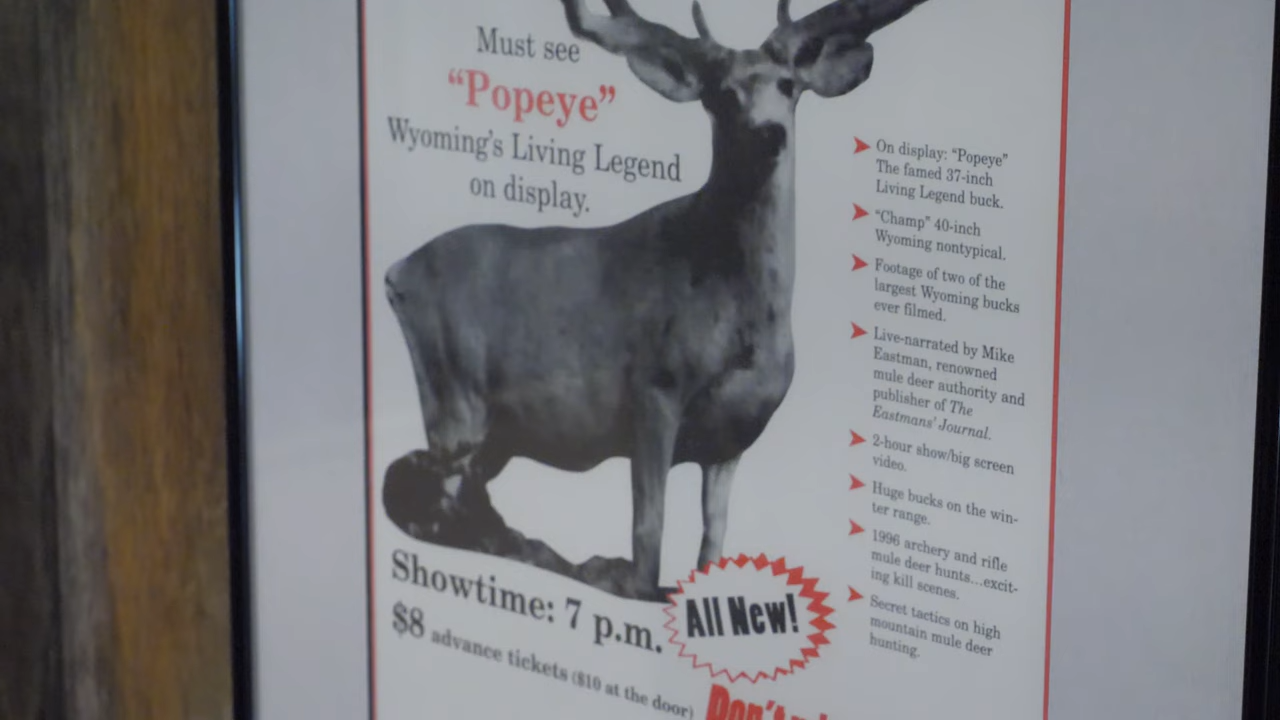 Must see
“Popeye”
Wyoming’s Living Legend
on display.
On display: “Popeye”
The famed 37-inch
Living Legend buck.
“Champ” 40-inch
Wyoming nontypical.
Footage of two of the
largest Wyoming bucks
ever filmed.
Live-narrated by Mike
Eastman, renowned
mule deer authority and
publisher of The
Eastmans’ Journal.
2-hour show/big screen
video.
Huge bucks on the win-
ter range.
1996 archery and rifle
mule deer hunts...excit-
ing kill scenes.
Secret tactics on high
mountain mule deer
hunting.
Showtime: 7 p.m.
$8 advance tickets ($10 at the door)
All New!
Don’t